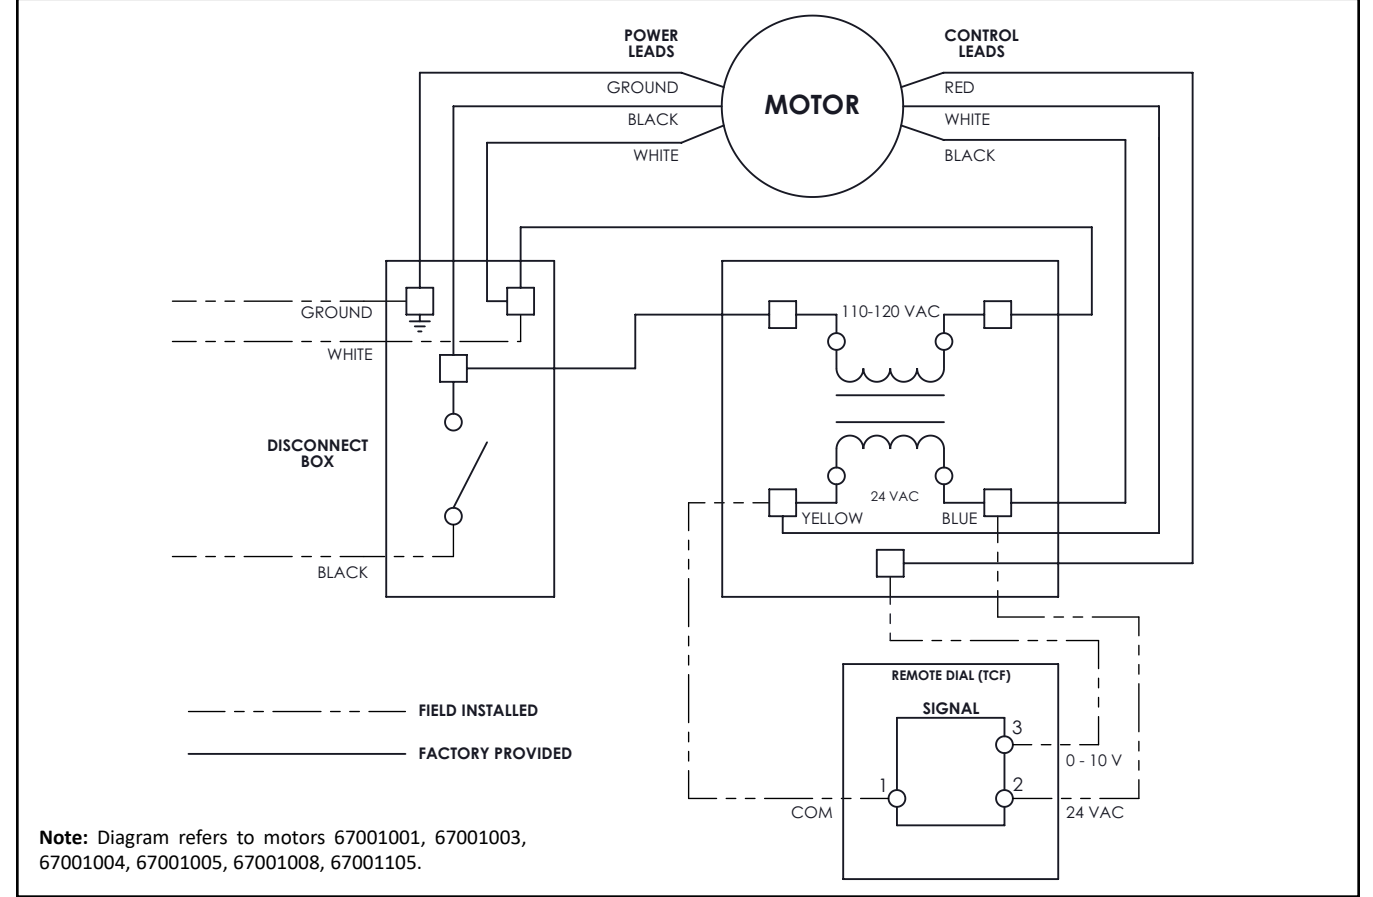 POWER
LEADS
CONTROL
LEADS
GROUND
BLACK
WHITE
MOTOR
RED
WHITE
BLACK
GROUND
WHITE
110-120 VAC
DISCONNECT
BOX
24 VAC
YELLOW
BLUE
BLACK
REMOTE DIAL (TCF)
SIGNAL
3
0 - 10 V
1
2
COM
24 VAC
FIELD INSTALLED
FACTORY PROVIDED
Note: Diagram refers to motors 67001001, 67001003,
67001004, 67001005, 67001008, 67001105.